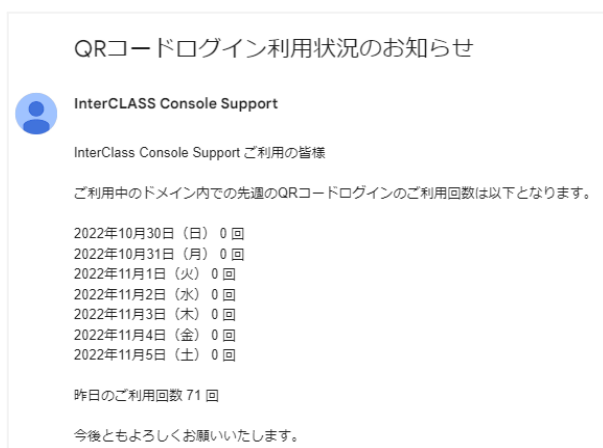 QRコードログイン利用状況のお知らせ
InterCLASS Console Support
InterClass Console Support ご利用の皆様
ご利用中のドメイン内での先週のQRコードログインのご利用回数は以下となります。
2022年10月30日（日） 0 回
2022年10月31日（月） 0 回
2022年11月1日（火） 0 回
2022年11月2日（水） 0 回
2022年11月3日（木） 0 回
2022年11月4日（金） 0 回
2022年11月5日（土） 0 回
昨日のご利用回数 71 回
今後ともよろしくお願いいたします。